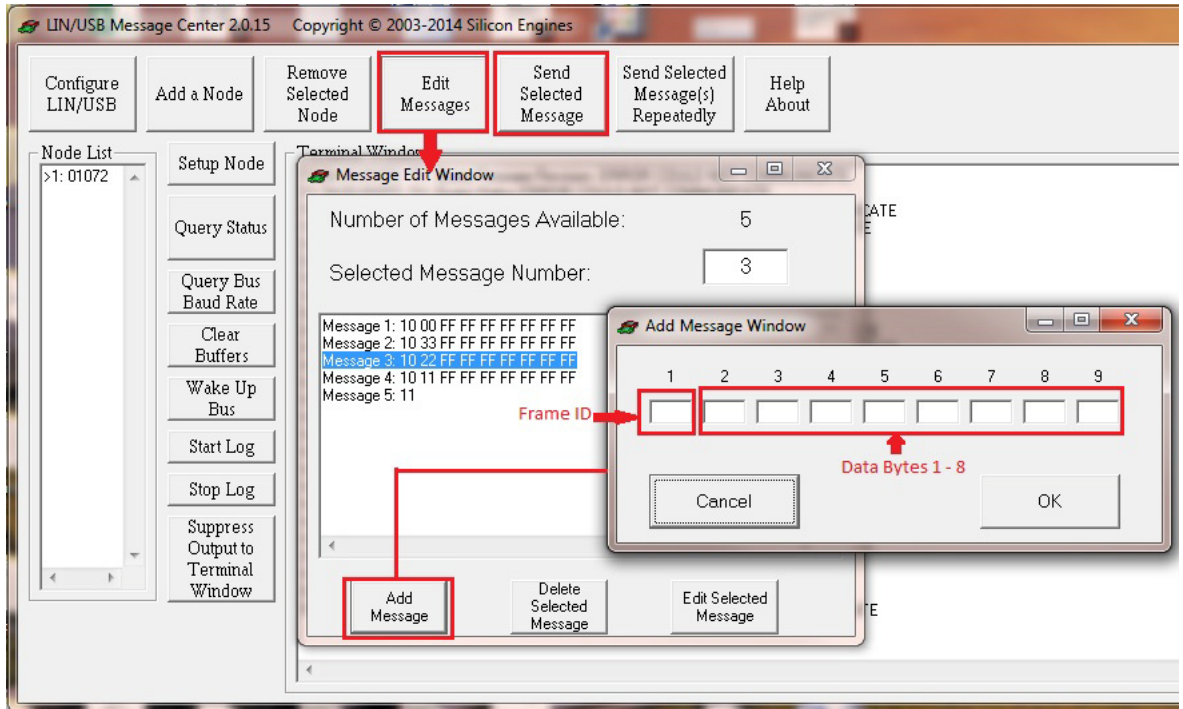 LIN/USB Message Center 2.0.15 Copyright © 2003-2014 Silicon Engines
Configure
LIN/USB
Add a Node
Remove
Selected
Node
Edit
Messages
Send
Selected
Message
Send Selected
Message(s)
Repeatedly
Help
About
Node List
>1: 01072
Setup Node
Query Status
Query Bus
Baud Rate
Clear
Buffers
Wake Up
Bus
Start Log
Stop Log
Suppress
Output to
Terminal
Window
Terminal Window
Message Edit Window
Number of Messages Available: 5
Selected Message Number: 3
Message 1: 10 00 FF FF FF FF FF FF FF
Message 2: 10 33 FF FF FF FF FF FF FF
Message 3: 10 22 FF FF FF FF FF FF FF
Message 4: 10 11 FF FF FF FF FF FF FF
Message 5: 11
Add
Message
Delete
Selected
Message
Edit Selected
Message
Add Message Window
1 2 3 4 5 6 7 8 9
Frame ID
Data Bytes 1 - 8
Cancel
OK